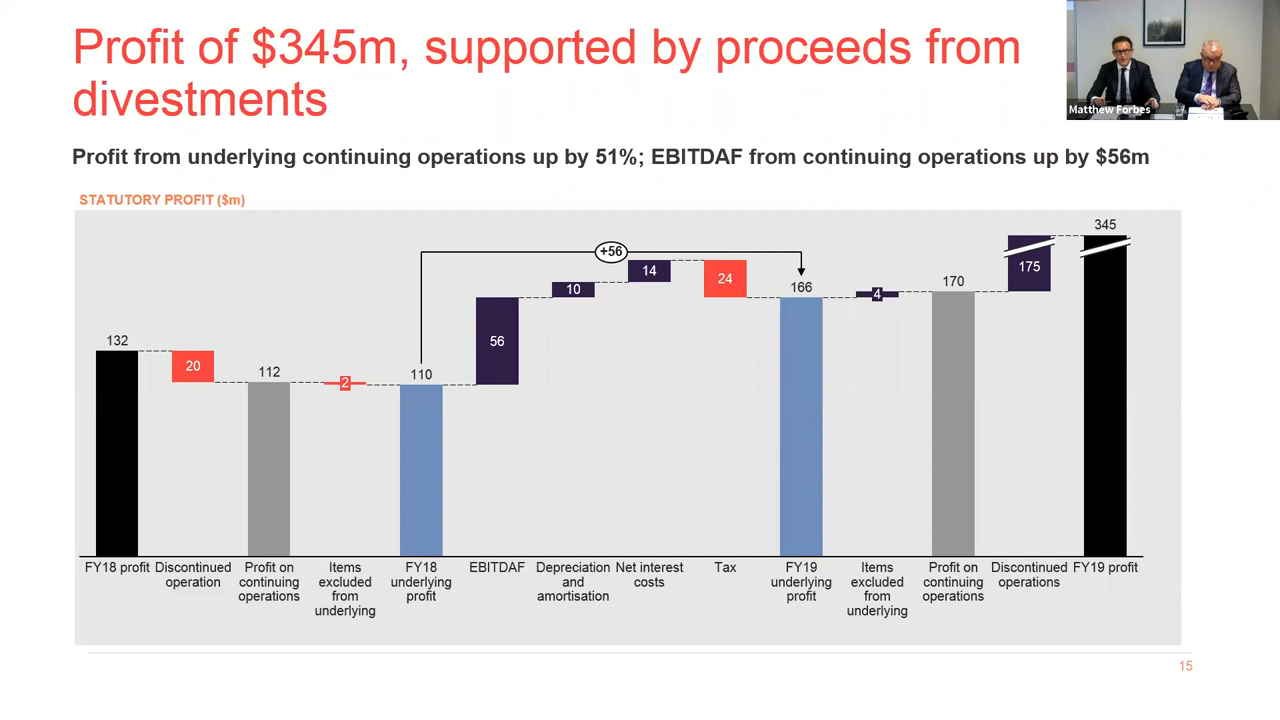 Profit of $345m, supported by proceeds from
divestments
Matthew Forbes
Profit from underlying continuing operations up by 51%; EBITDAF from continuing operations up by $56m
STATUTORY PROFIT ($m)
345
+56
14
175
24
10
166
4
170
56
132
20
112
2
110
FY18 profit
Discontinued
operation
Profit on
continuing
operations
Items
excluded
from
underlying
FY18
underlying
profit
EBITDAF
Depreciation
and
amortisation
Net interest
costs
Tax
FY19
underlying
profit
Items
excluded
from
underlying
Profit on
continuing
operations
Discontinued
operations
FY19 profit
15